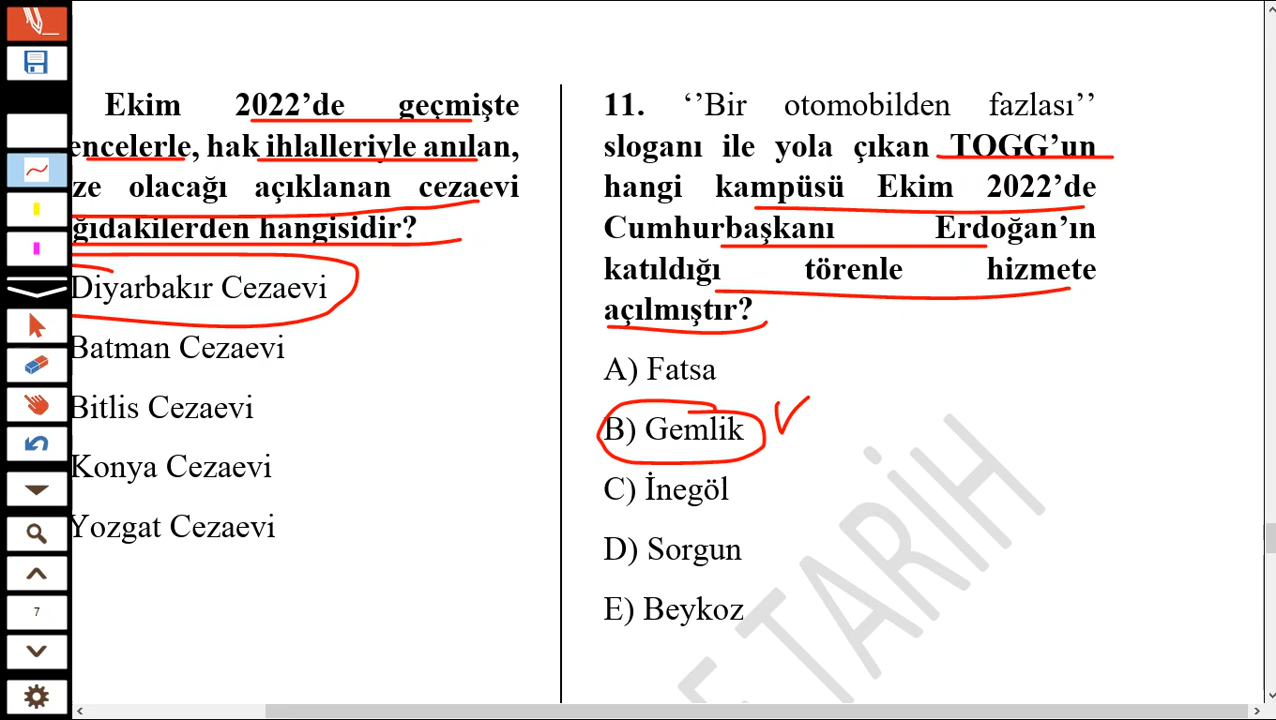 Ekim 2022’de geçmişte
encelerle, hak ihlalleriyle anılan,
ze olacağı açıklanan cezaevi
ğıdakilerden hangisidir?
Diyarbakır Cezaevi
Batman Cezaevi
Bitlis Cezaevi
Konya Cezaevi
Yozgat Cezaevi
11. ‘’Bir otomobilden fazlası’’
sloganı ile yola çıkan TOGG’un
hangi kampüsü Ekim 2022’de
Cumhurbaşkanı Erdoğan’ın
katıldığı törenle hizmete
açılmıştır?
A) Fatsa
B) Gemlik
C) İnegöl
D) Sorgun
E) Beykoz
E TARİH
7